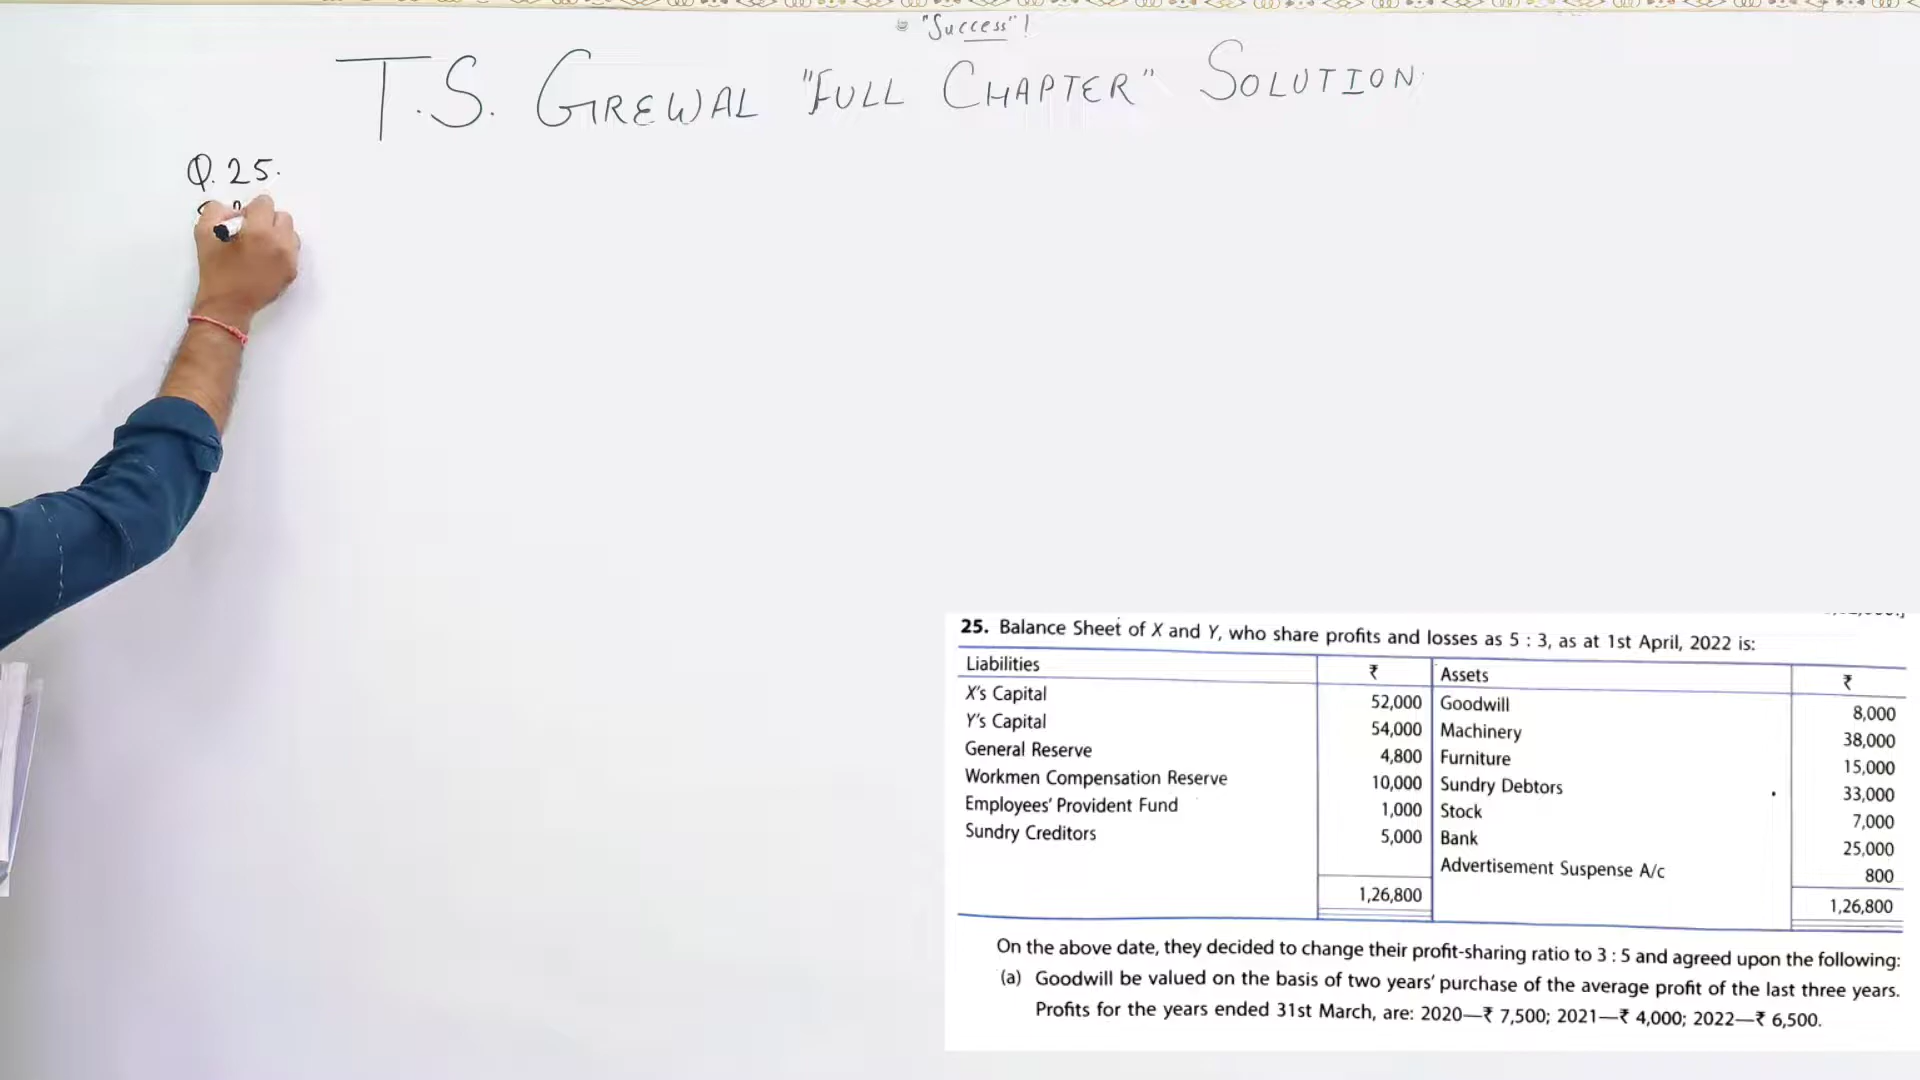 "Success" !
T.S. GREWAL "FULL CHAPTER" SOLUTION
Q. 25.
25. Balance Sheet of X and Y, who share profits and losses as 5 : 3, as at 1st April, 2022 is:
Liabilities ₹ Assets ₹
X's Capital 52,000 Goodwill 8,000
Y's Capital 54,000 Machinery 38,000
General Reserve 4,800 Furniture 15,000
Workmen Compensation Reserve 10,000 Sundry Debtors 33,000
Employees' Provident Fund 1,000 Stock 7,000
Sundry Creditors 5,000 Bank 25,000
Advertisement Suspense A/c 800
1,26,800 1,26,800
On the above date, they decided to change their profit-sharing ratio to 3 : 5 and agreed upon the following:
(a) Goodwill be valued on the basis of two years' purchase of the average profit of the last three years.
Profits for the years ended 31st March, are: 2020—₹ 7,500; 2021—₹ 4,000; 2022—₹ 6,500.